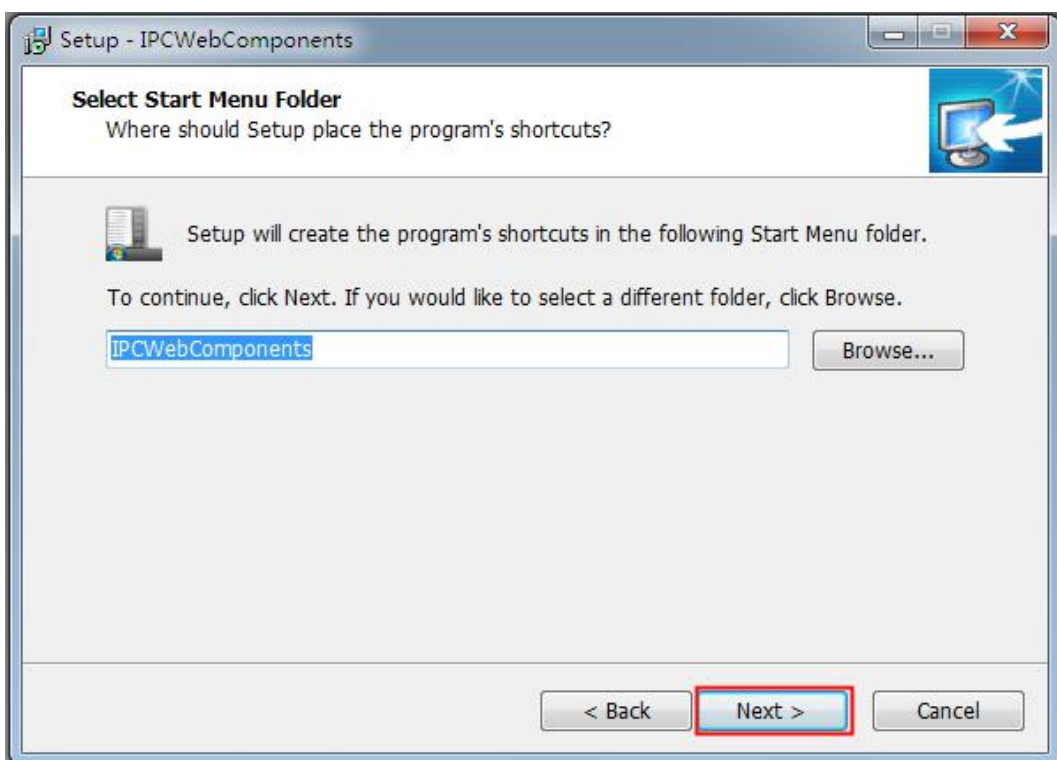 Setup - IPCWebComponents
Select Start Menu Folder
Where should Setup place the program's shortcuts?
Setup will create the program's shortcuts in the following Start Menu folder.
To continue, click Next. If you would like to select a different folder, click Browse.
IPCWebComponents
Browse...
< Back
Next >
Cancel